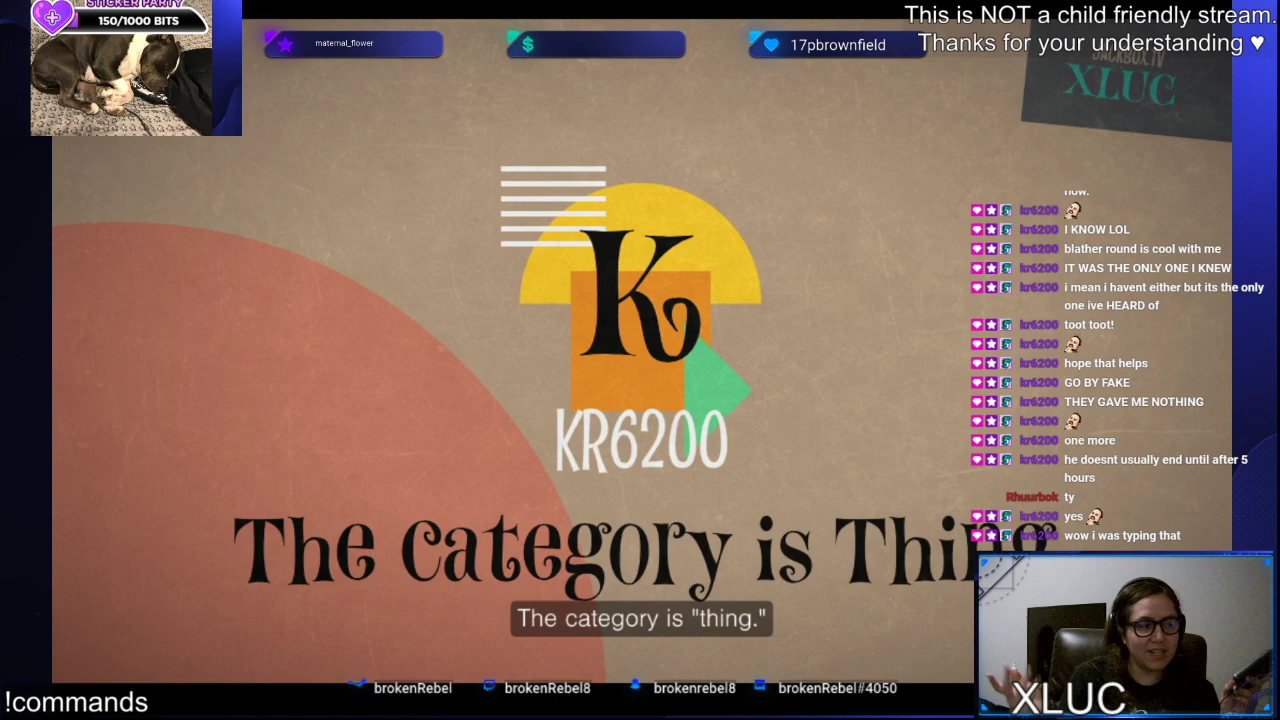 STICKER PARTY
150/1000 BITS
maternal_flower
17pbrownfield
This is NOT a child friendly stream.
Thanks for your understanding ♥
JACKBOX.TV
XLUC
now.
kr6200
kr6200 I KNOW LOL
kr6200 blather round is cool with me
kr6200 IT WAS THE ONLY ONE I KNEW
kr6200 i mean i havent either but its the only
one ive HEARD of
kr6200 toot toot!
kr6200
kr6200 hope that helps
kr6200 GO BY FAKE
kr6200 THEY GAVE ME NOTHING
kr6200
kr6200 one more
kr6200 he doesnt usually end until after 5
hours
Rhuurbok ty
kr6200 yes
kr6200 wow i was typing that
K
KR6200
The category is Thing
The category is "thing."
brokenRebel
brokenRebel8
brokenrebel8
brokenRebel#4050
!commands
XLUC